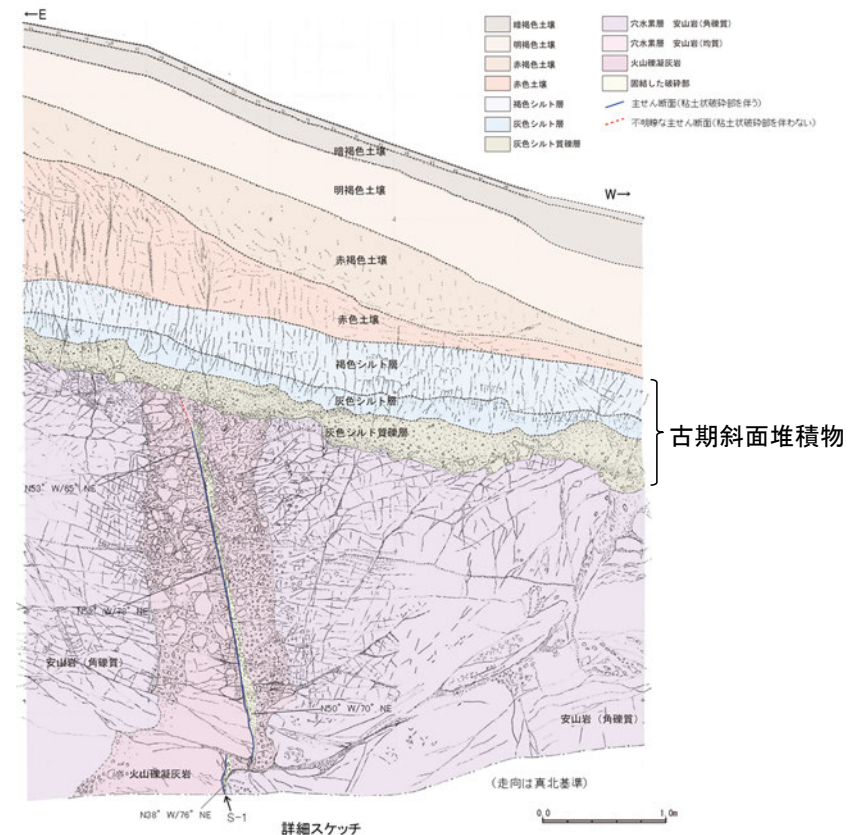 ←E
暗褐色土壌
明褐色土壌
赤褐色土壌
赤色土壌
褐色シルト層
灰色シルト層
灰色シルト質礫層
穴水累層 安山岩(角礫質)
穴水累層 安山岩(均質)
火山礫凝灰岩
固結した破砕部
主せん断面(粘土状破砕部を伴う)
不明瞭な主せん断面(粘土状破砕部を伴わない)
W→
暗褐色土壌
明褐色土壌
赤褐色土壌
赤色土壌
褐色シルト層
灰色シルト層
灰色シルト質礫層
古期斜面堆積物
N53°W/65°NE
安山岩(角礫質)
N50°W/70°NE
安山岩(角礫質)
火山礫凝灰岩
(走向は真北基準)
N38°W/76°NE
S-1
詳細スケッチ
0.0
1.0m